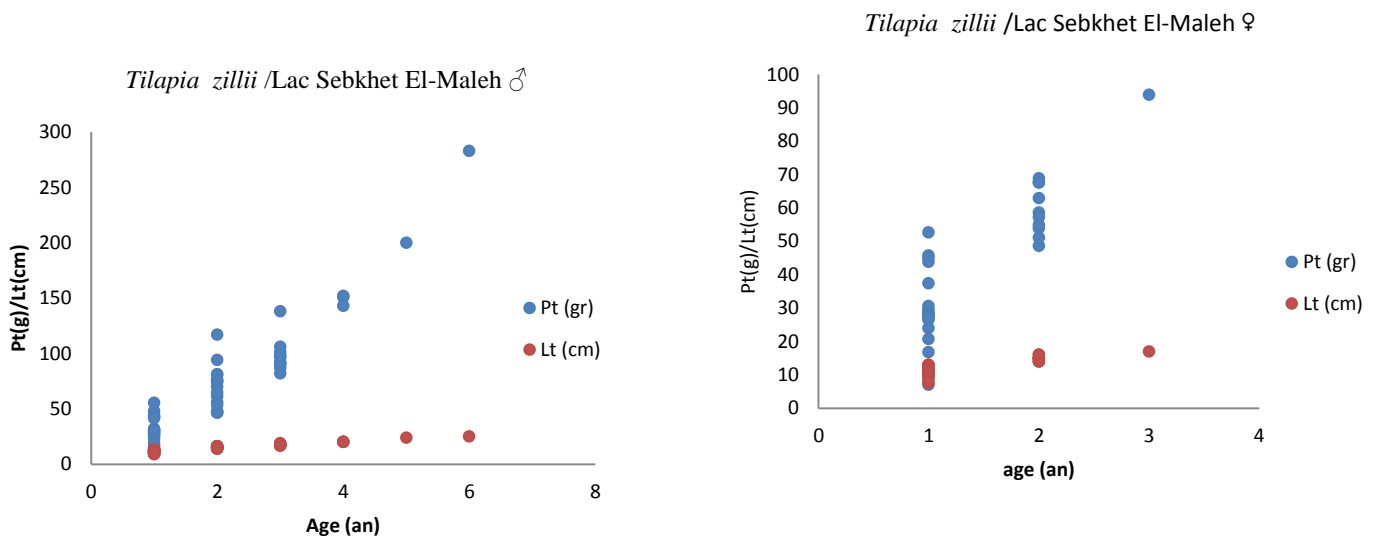 Tilapia zillii /Lac Sebkhet El-Maleh ♂
300
250
200
150
100
50
0
0 2 4 6 8
Pt(g)/Lt(cm)
Age (an)
Pt (gr)
Lt (cm)
Tilapia zillii /Lac Sebkhet El-Maleh ♀
100
90
80
70
60
50
40
30
20
10
0
0 1 2 3 4
Pt(g)/Lt(cm)
age (an)
Pt (gr)
Lt (cm)